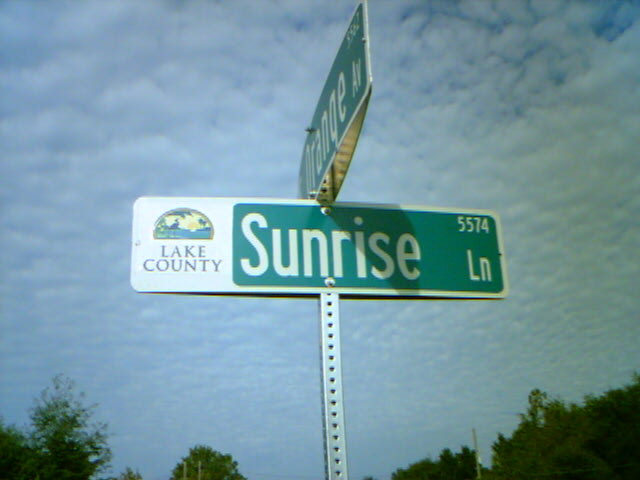 Orange Av
LAKE
COUNTY
Sunrise Ln
5574